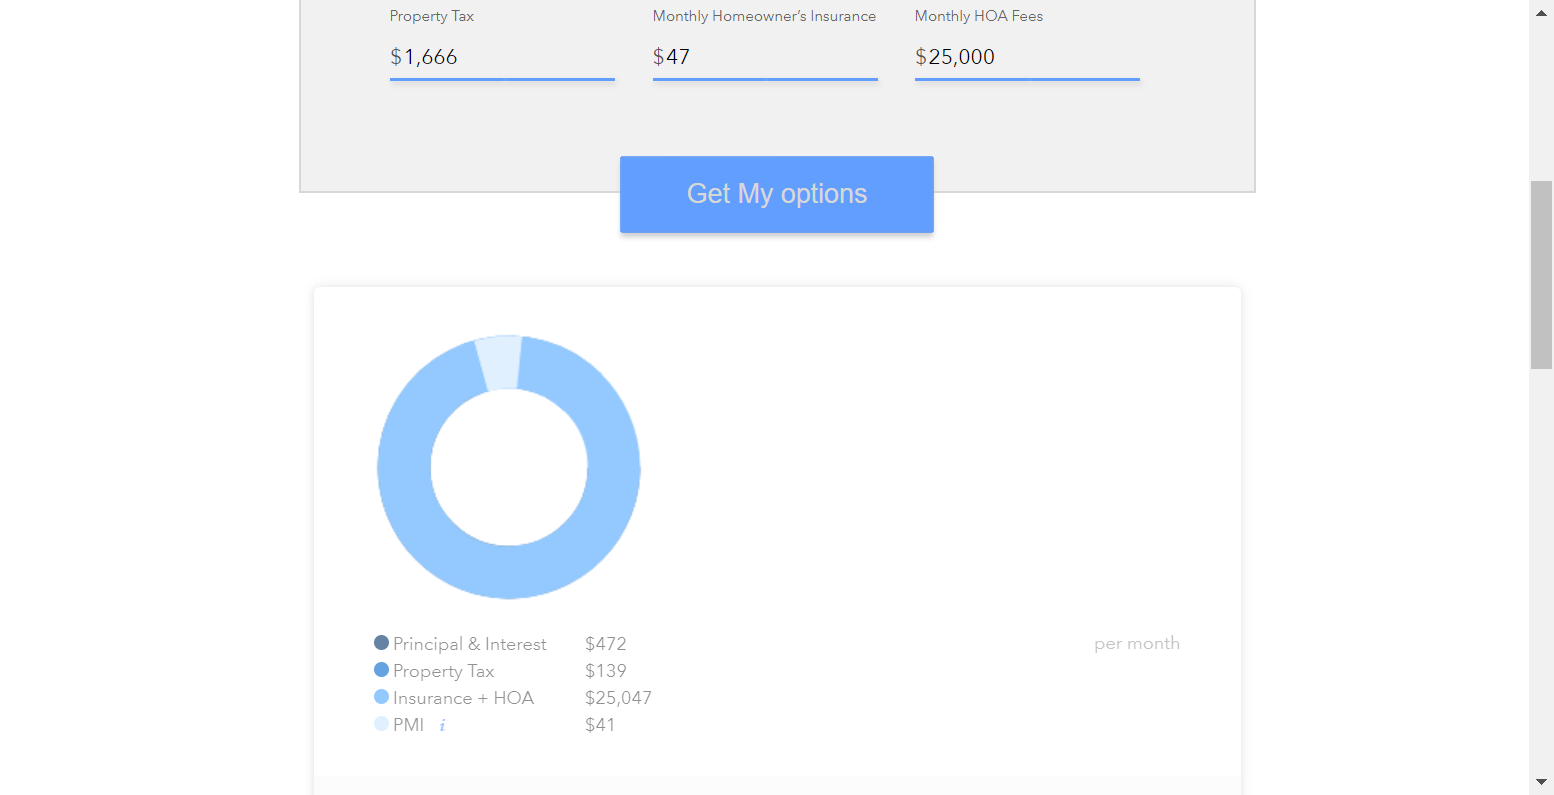 Property Tax Monthly Homeowner’s Insurance Monthly HOA Fees
$1,666 $47 $25,000
Get My options
Principal & Interest $472 per month
Property Tax $139
Insurance + HOA $25,047
PMI i $41